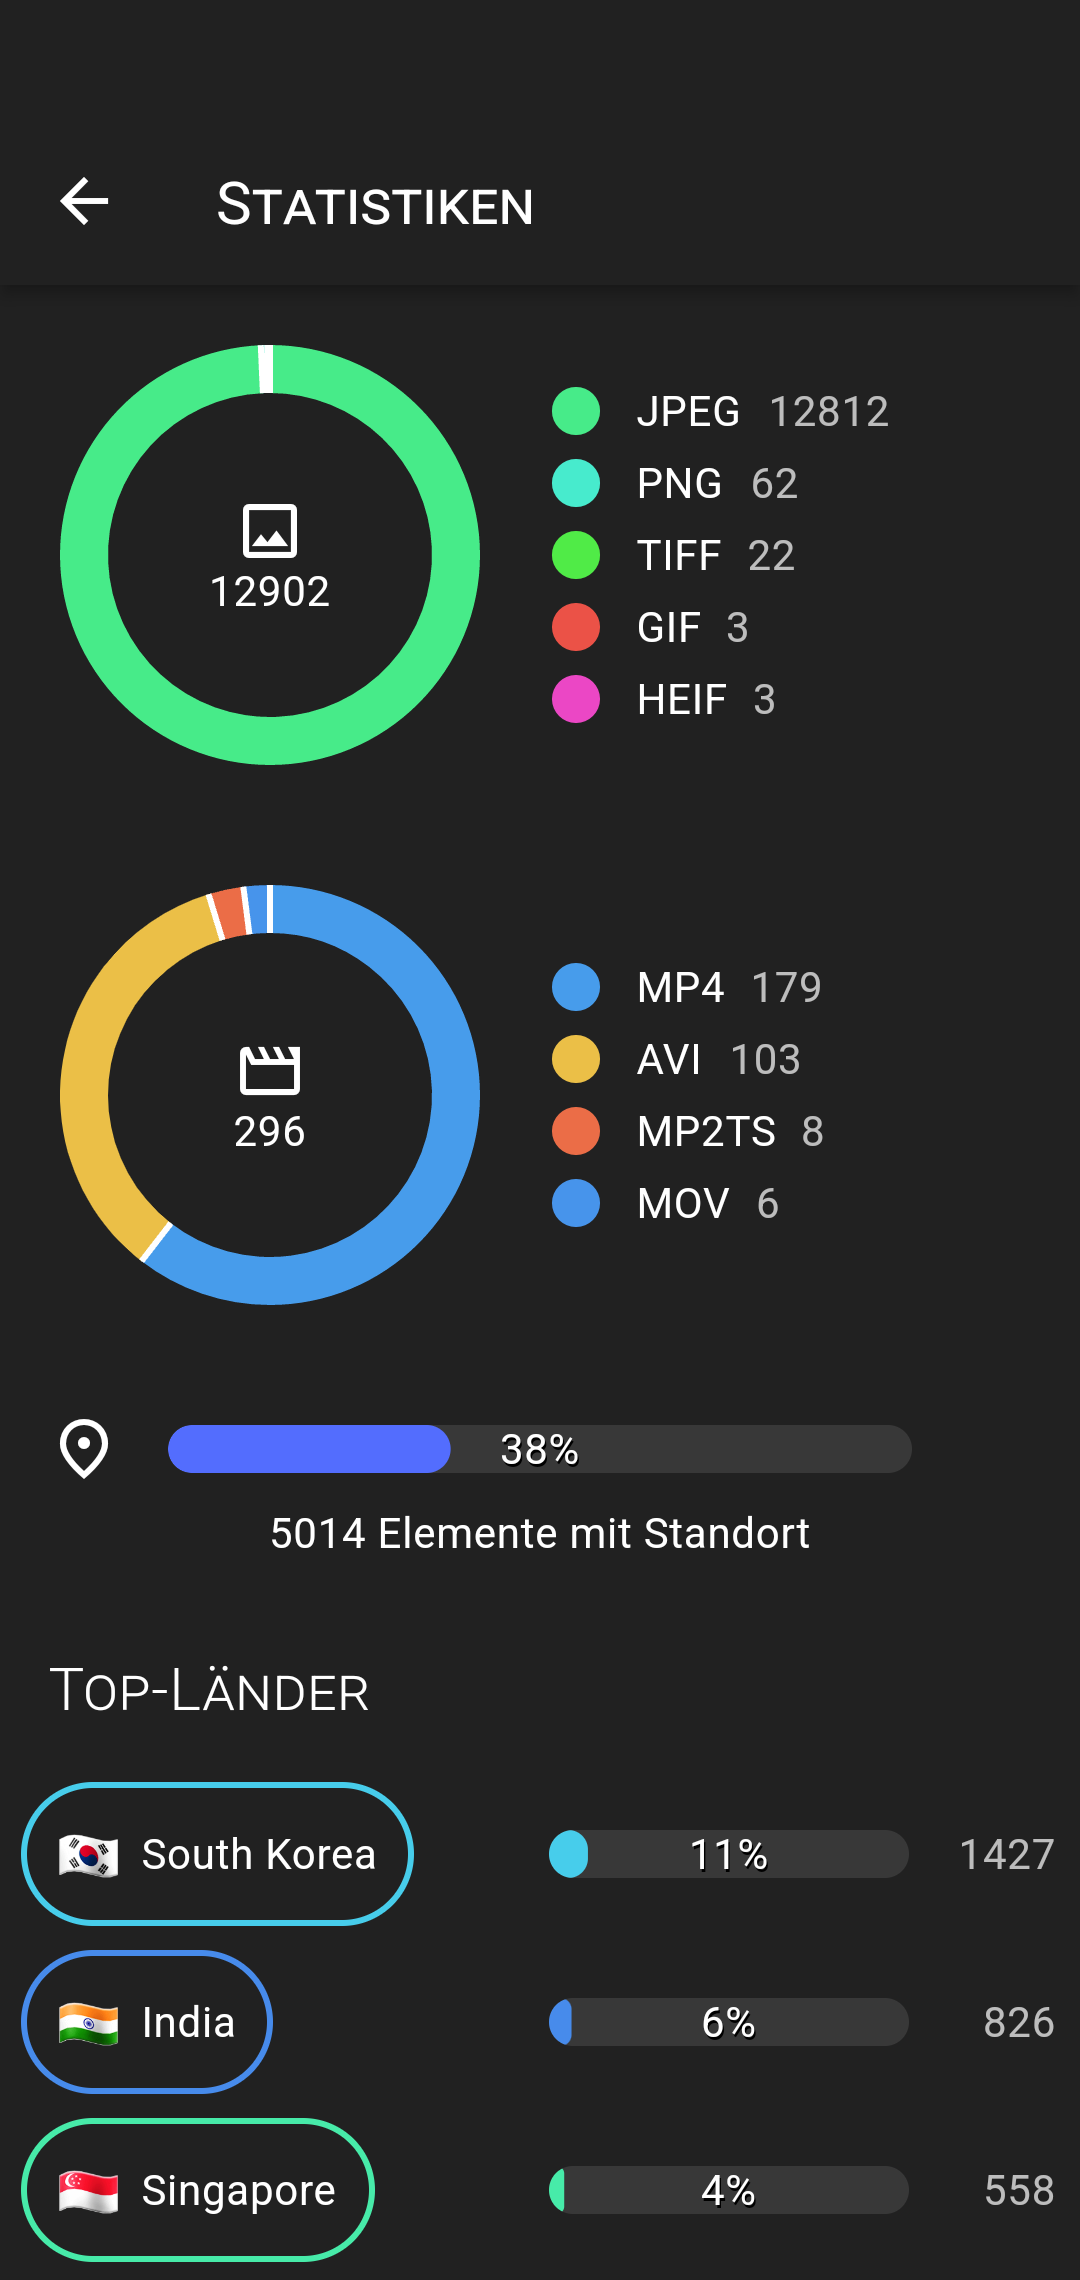 Statistiken
12902
JPEG 12812
PNG 62
TIFF 22
GIF 3
HEIF 3
296
MP4 179
AVI 103
MP2TS 8
MOV 6
38%
5014 Elemente mit Standort
Top-Länder
South Korea 11% 1427
India 6% 826
Singapore 4% 558